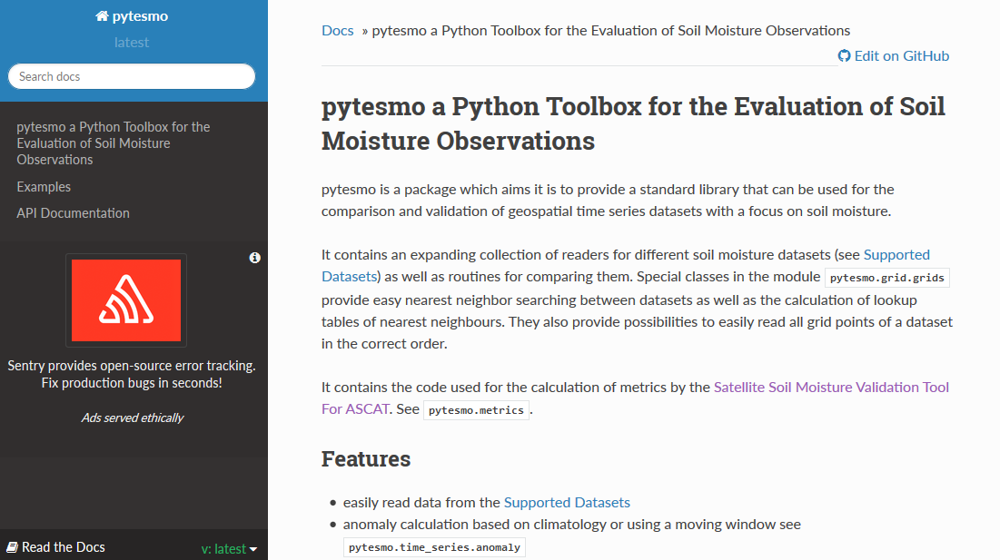 pytesmo
latest
Search docs
pytesmo a Python Toolbox for the
Evaluation of Soil Moisture
Observations
Examples
API Documentation
Sentry provides open-source error tracking.
Fix production bugs in seconds!
Ads served ethically
Read the Docs
v: latest
Docs » pytesmo a Python Toolbox for the Evaluation of Soil Moisture Observations
Edit on GitHub
pytesmo a Python Toolbox for the Evaluation of Soil
Moisture Observations
pytesmo is a package which aims it is to provide a standard library that can be used for the
comparison and validation of geospatial time series datasets with a focus on soil moisture.
It contains an expanding collection of readers for different soil moisture datasets (see Supported
Datasets) as well as routines for comparing them. Special classes in the module pytesmo.grid.grids
provide easy nearest neighbor searching between datasets as well as the calculation of lookup
tables of nearest neighbours. They also provide possibilities to easily read all grid points of a dataset
in the correct order.
It contains the code used for the calculation of metrics by the Satellite Soil Moisture Validation Tool
For ASCAT. See pytesmo.metrics.
Features
• easily read data from the Supported Datasets
• anomaly calculation based on climatology or using a moving window see
pytesmo.time_series.anomaly